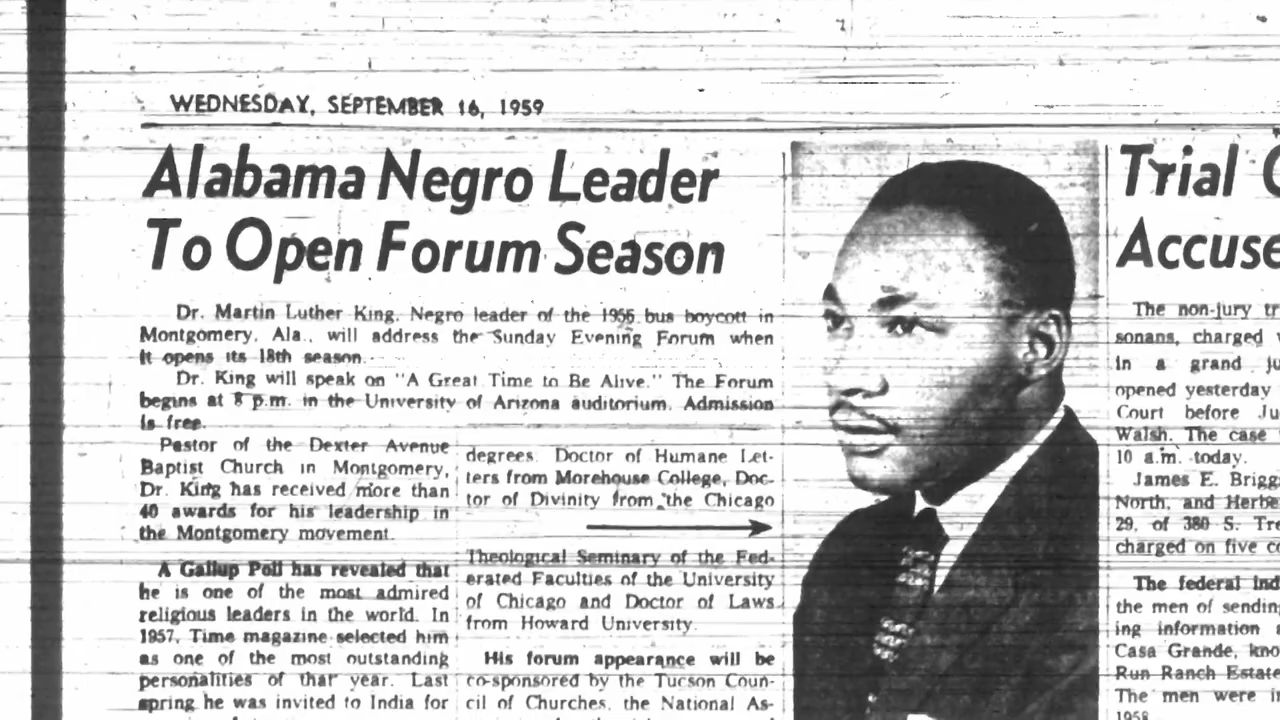 WEDNESDAY, SEPTEMBER 16, 1959
Alabama Negro Leader
To Open Forum Season
Dr. Martin Luther King, Negro leader of the 1956 bus boycott in
Montgomery, Ala., will address the Sunday Evening Forum when
it opens its 18th season.
Dr. King will speak on "A Great Time to Be Alive." The Forum
begins at 8 p.m. in the University of Arizona auditorium. Admission
is free.
Pastor of the Dexter Avenue
Baptist Church in Montgomery,
Dr. King has received more than
40 awards for his leadership in
the Montgomery movement.
A Gallup Poll has revealed that
he is one of the most admired
religious leaders in the world. In
1957, Time magazine selected him
as one of the most outstanding
personalities of that year. Last
spring he was invited to India for
degrees. Doctor of Humane Let-
ters from Morehouse College, Doc-
tor of Divinity from the Chicago
Theological Seminary of the Fed-
erated Faculties of the University
of Chicago and Doctor of Laws
from Howard University.
His forum appearance will be
co-sponsored by the Tucson Coun-
cil of Churches, the National As-
Trial
Accuse
The non-jury tr
sonans, charged
in a grand ju
opened yesterday
Court before Ju
Walsh. The case
10 a.m. today.
James E. Brigg
North, and Herbe
29, of 380 S. Tre
charged on five co
The federal ind
the men of sending
ing information a
Casa Grande, kno
Run Ranch Estate
The men were in
1958